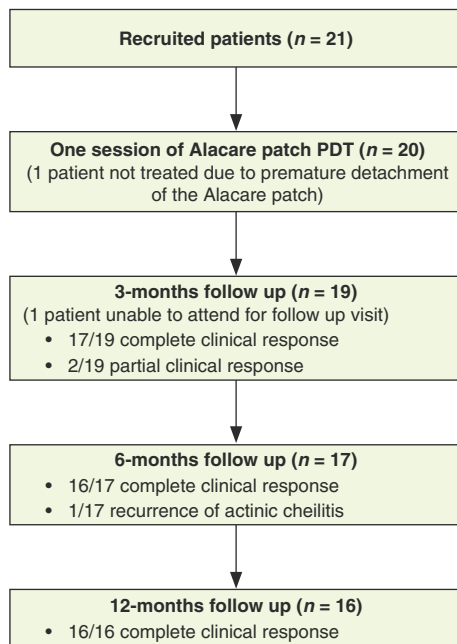 Recruited patients (n = 21)
One session of Alacare patch PDT (n = 20)
(1 patient not treated due to premature detachment
of the Alacare patch)
3-months follow up (n = 19)
(1 patient unable to attend for follow up visit)
• 17/19 complete clinical response
• 2/19 partial clinical response
6-months follow up (n = 17)
• 16/17 complete clinical response
• 1/17 recurrence of actinic cheilitis
12-months follow up (n = 16)
• 16/16 complete clinical response